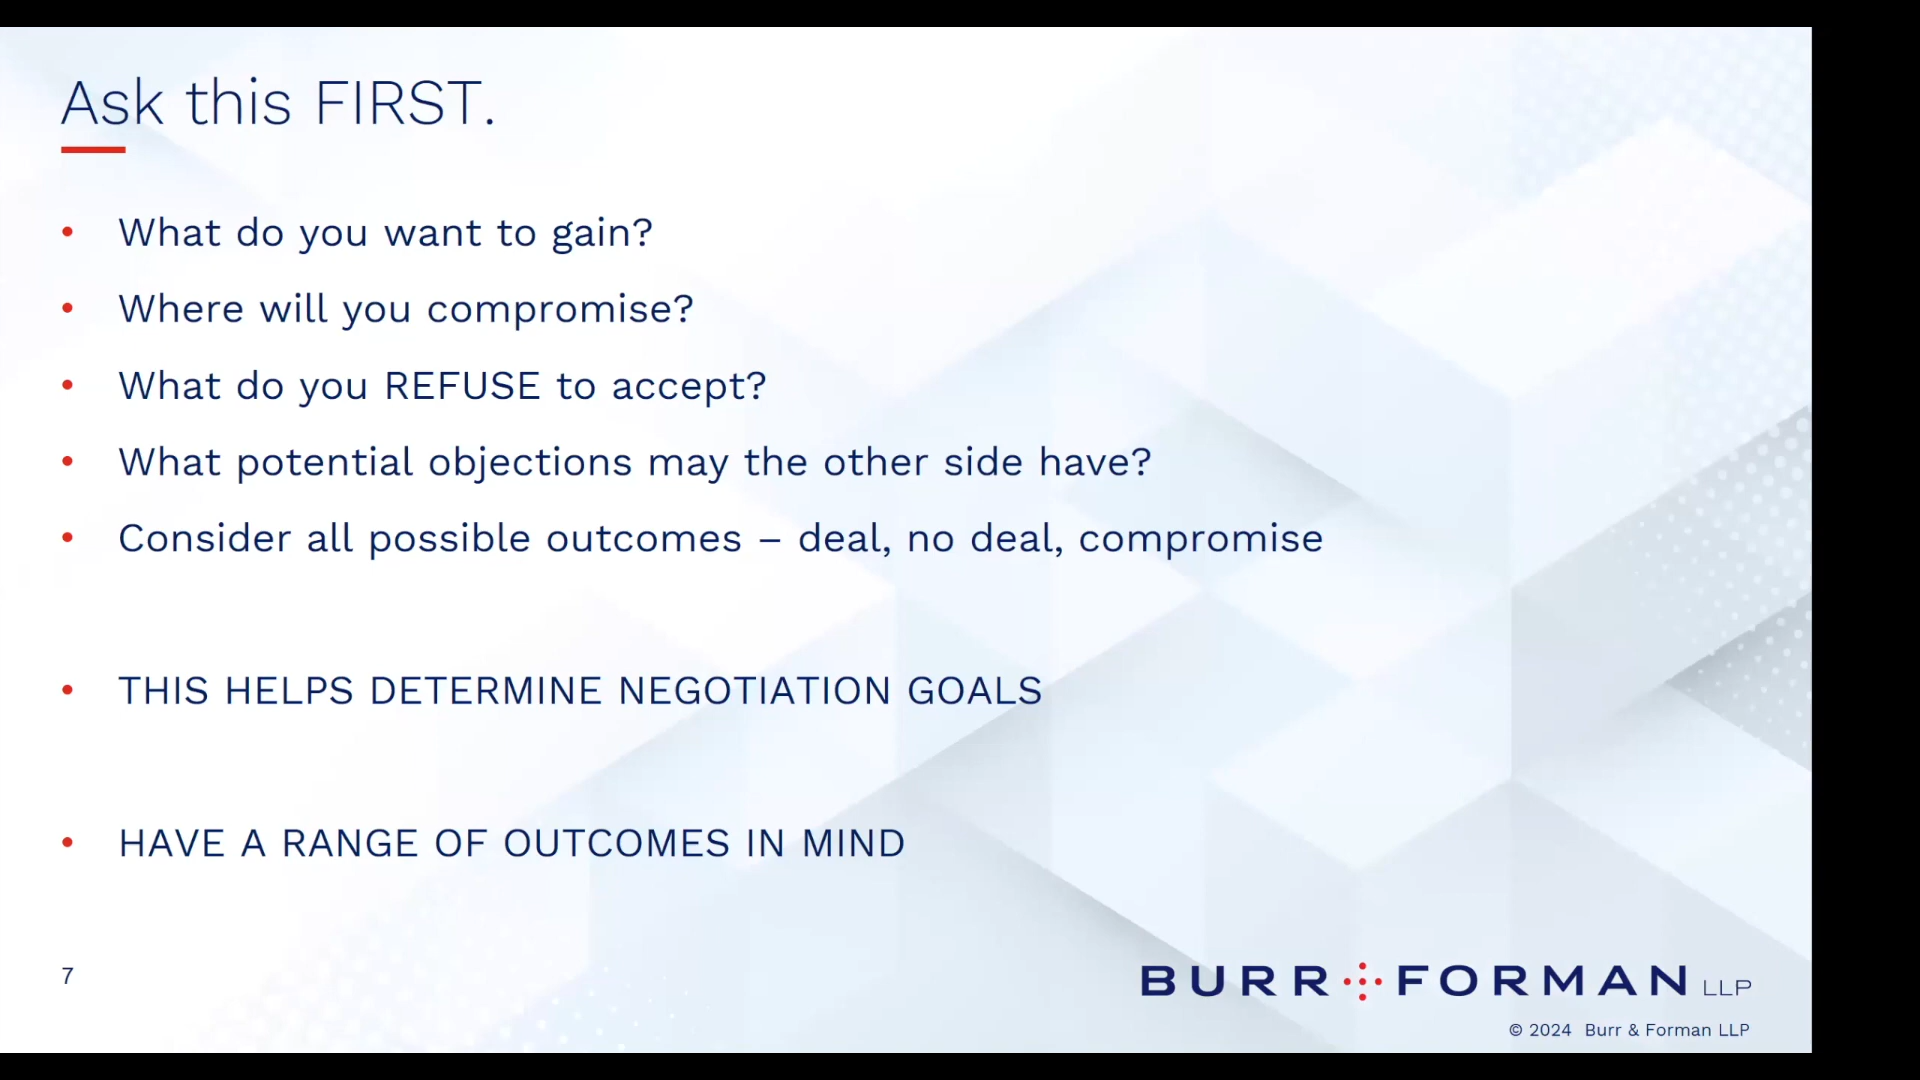 Ask this FIRST.
• What do you want to gain?
• Where will you compromise?
• What do you REFUSE to accept?
• What potential objections may the other side have?
• Consider all possible outcomes – deal, no deal, compromise
• THIS HELPS DETERMINE NEGOTIATION GOALS
• HAVE A RANGE OF OUTCOMES IN MIND
7
BURR FORMAN LLP
© 2024 Burr & Forman LLP